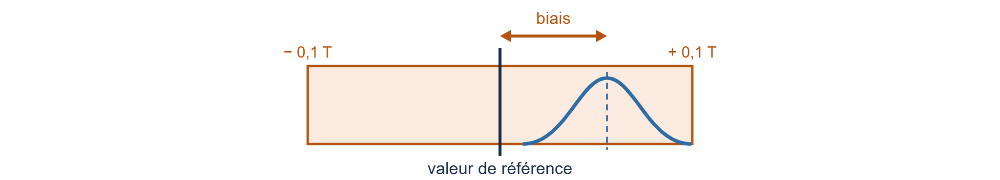 biais
− 0,1 T
+ 0,1 T
valeur de référence